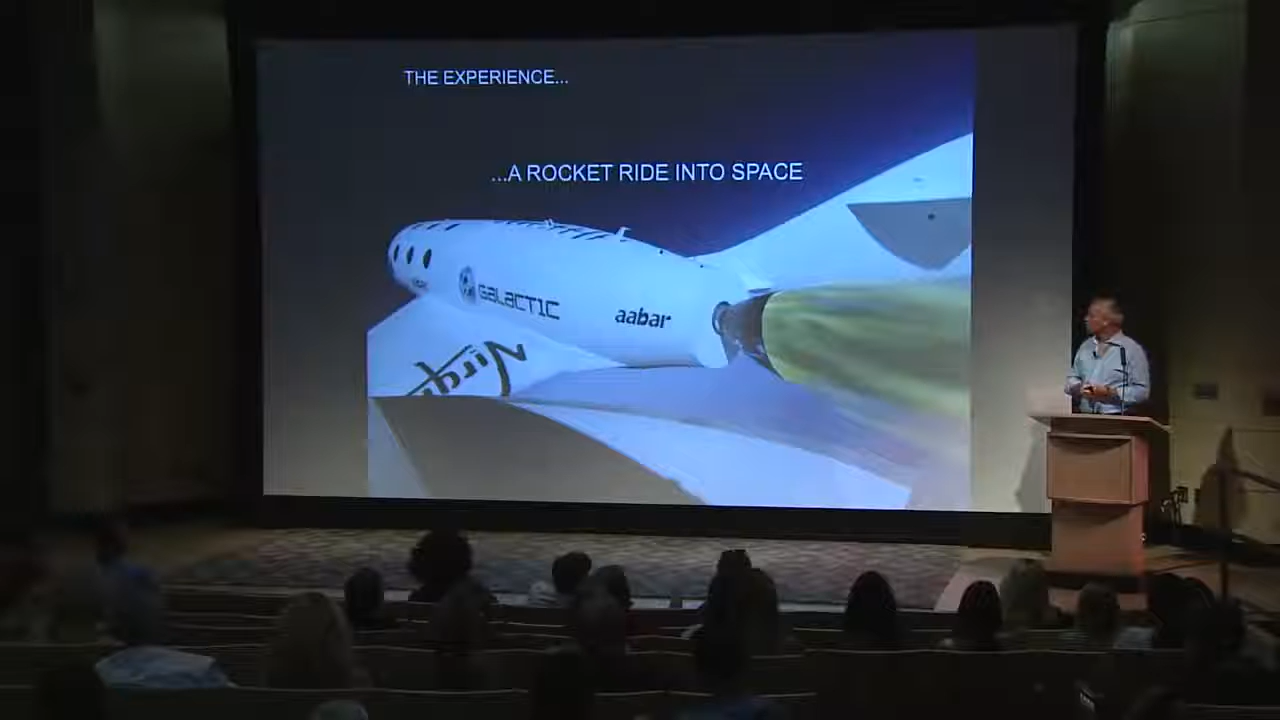 THE EXPERIENCE...
...A ROCKET RIDE INTO SPACE
GALACTIC
aabar
Virgin